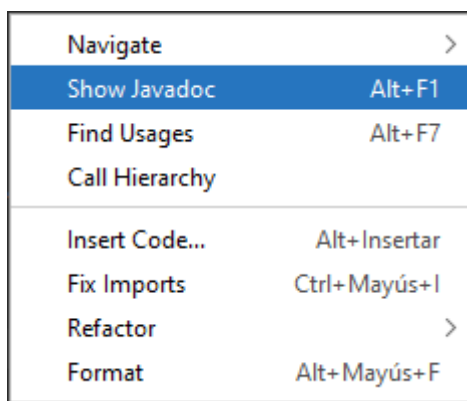 Navigate
Show Javadoc Alt+F1
Find Usages Alt+F7
Call Hierarchy
Insert Code... Alt+Insertar
Fix Imports Ctrl+Mayús+I
Refactor
Format Alt+Mayús+F